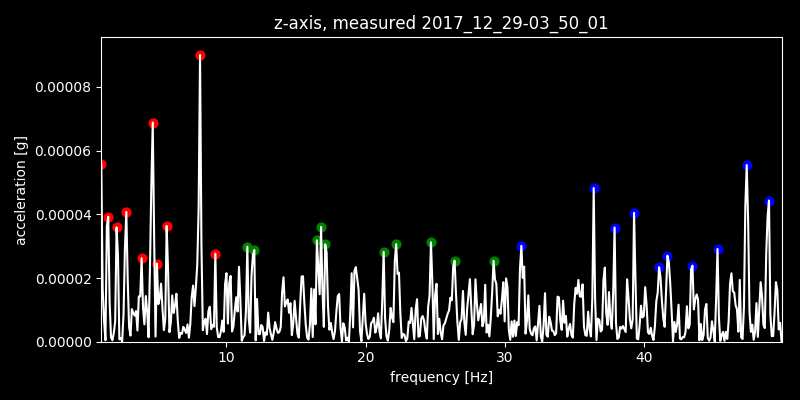 z-axis, measured 2017_12_29-03_50_01
0.00008
0.00006
0.00004
0.00002
0.00000
acceleration [g]
10 20 30 40
frequency [Hz]